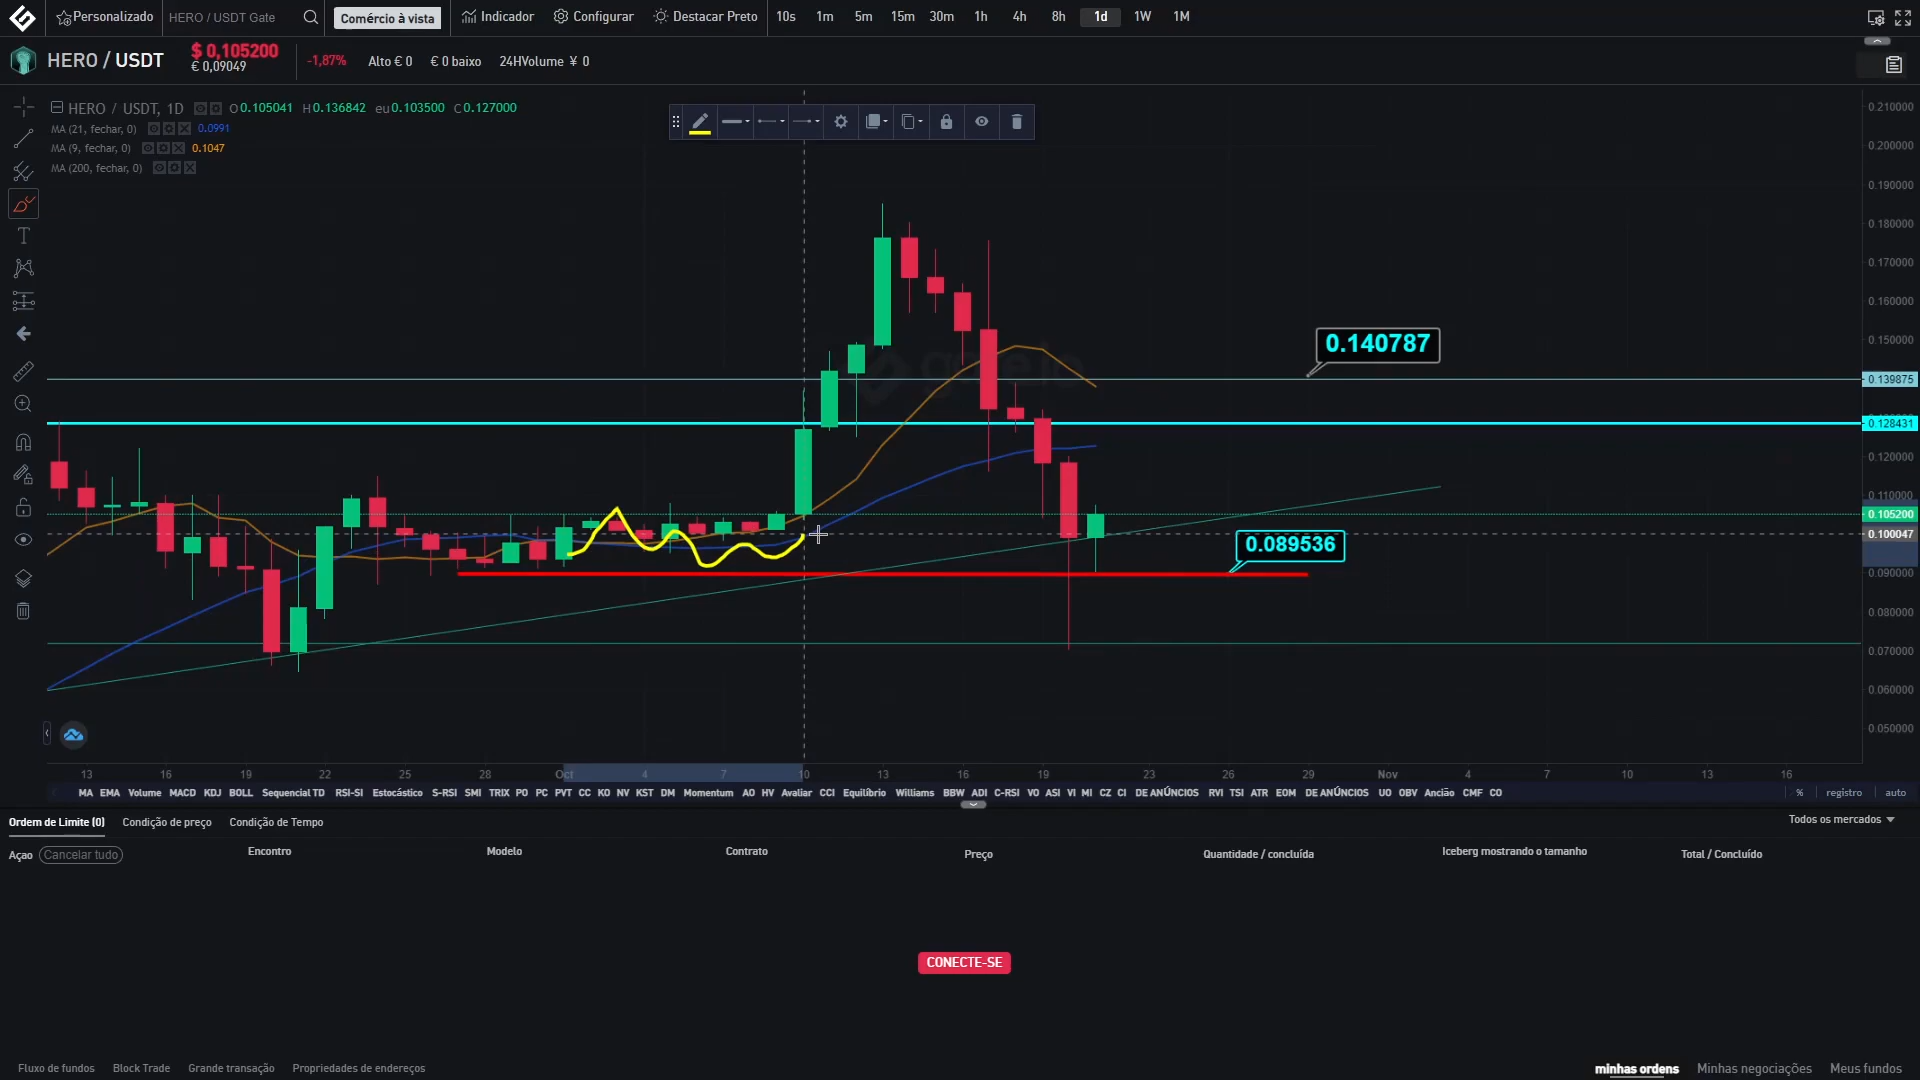 Personalizado
HERO / USDT Gate
Comércio à vista
Indicador
Configurar
Destacar Preto
10s 1m 5m 15m 30m 1h 4h 8h 1d 1W 1M
HERO / USDT
$ 0,105200
€ 0,09049
-1,87%
Alto € 0
€ 0 baixo
24HVolume ¥ 0
HERO / USDT, 1D O 0.105041 H 0.136842 eu 0.103500 C 0.127000
MA (21, fechar, 0) 0.0991
MA (9, fechar, 0) 0.1047
MA (200, fechar, 0)
gate.io
0.140787
0.089536
0.210000
0.200000
0.190000
0.180000
0.170000
0.160000
0.150000
0.139875
0.128431
0.120000
0.110000
0.105200
0.100047
0.090000
0.080000
0.070000
0.060000
0.050000
13 16 19 22 25 28 Oct 4 7 10 13 16 19 23 26 29 Nov 4 7 10 13 16
MA EMA Volume MACD KDJ BOLL Sequencial TD RSI-SI Estocástico S-RSI SMI TRIX PO PC PVT CC KO NV KST DM Momentum AO HV Avaliar CCI Equilíbrio Williams BBW ADI C-RSI VO ASI VI MI CZ CI DE ANÚNCIOS RVI TSI ATR EOM DE ANÚNCIOS UO OBV Ancião CMF CO
% registro auto
Ordem de Limite (0)
Condição de preço
Condição de Tempo
Todos os mercados
Açao Cancelar tudo
Encontro
Modelo
Contrato
Preço
Quantidade / concluída
Iceberg mostrando o tamanho
Total / Concluído
CONECTE-SE
Fluxo de fundos
Block Trade
Grande transação
Propriedades de endereços
minhas ordens
Minhas negociações
Meus fundos